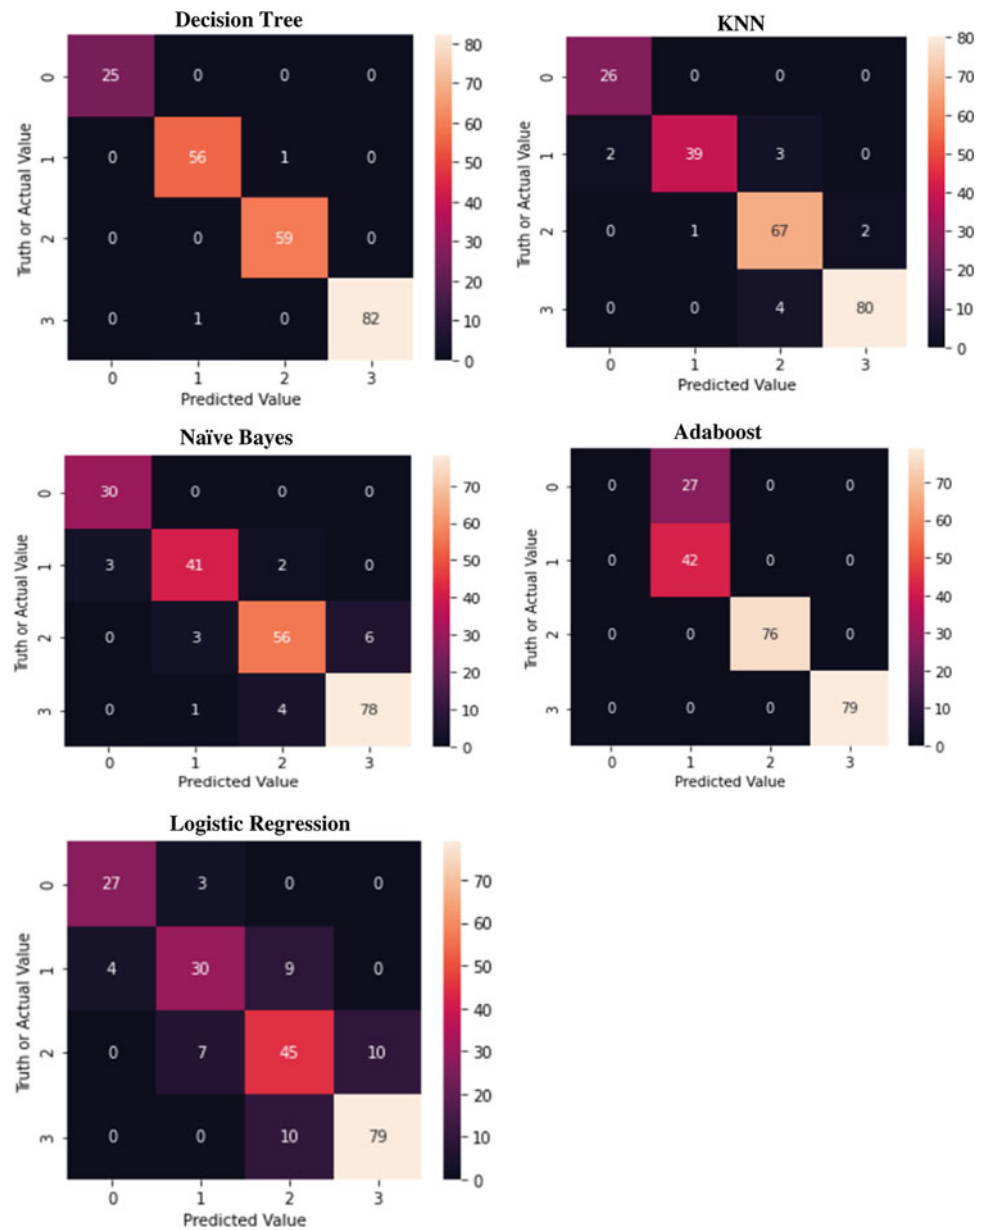 Decision Tree
Truth or Actual Value
0 25 0 0 0
1 0 56 1 0
2 0 0 59 0
3 0 1 0 82
0 1 2 3
Predicted Value
80
70
60
50
40
30
20
10
0
KNN
Truth or Actual Value
0 26 0 0 0
1 2 39 3 0
2 0 1 67 2
3 0 0 4 80
0 1 2 3
Predicted Value
80
70
60
50
40
30
20
10
0
Naïve Bayes
Truth or Actual Value
0 30 0 0 0
1 3 41 2 0
2 0 3 56 6
3 0 1 4 78
0 1 2 3
Predicted Value
70
60
50
40
30
20
10
0
Adaboost
Truth or Actual Value
0 0 27 0 0
1 0 42 0 0
2 0 0 76 0
3 0 0 0 79
0 1 2 3
Predicted Value
70
60
50
40
30
20
10
0
Logistic Regression
Truth or Actual Value
0 27 3 0 0
1 4 30 9 0
2 0 7 45 10
3 0 0 10 79
0 1 2 3
Predicted Value
70
60
50
40
30
20
10
0